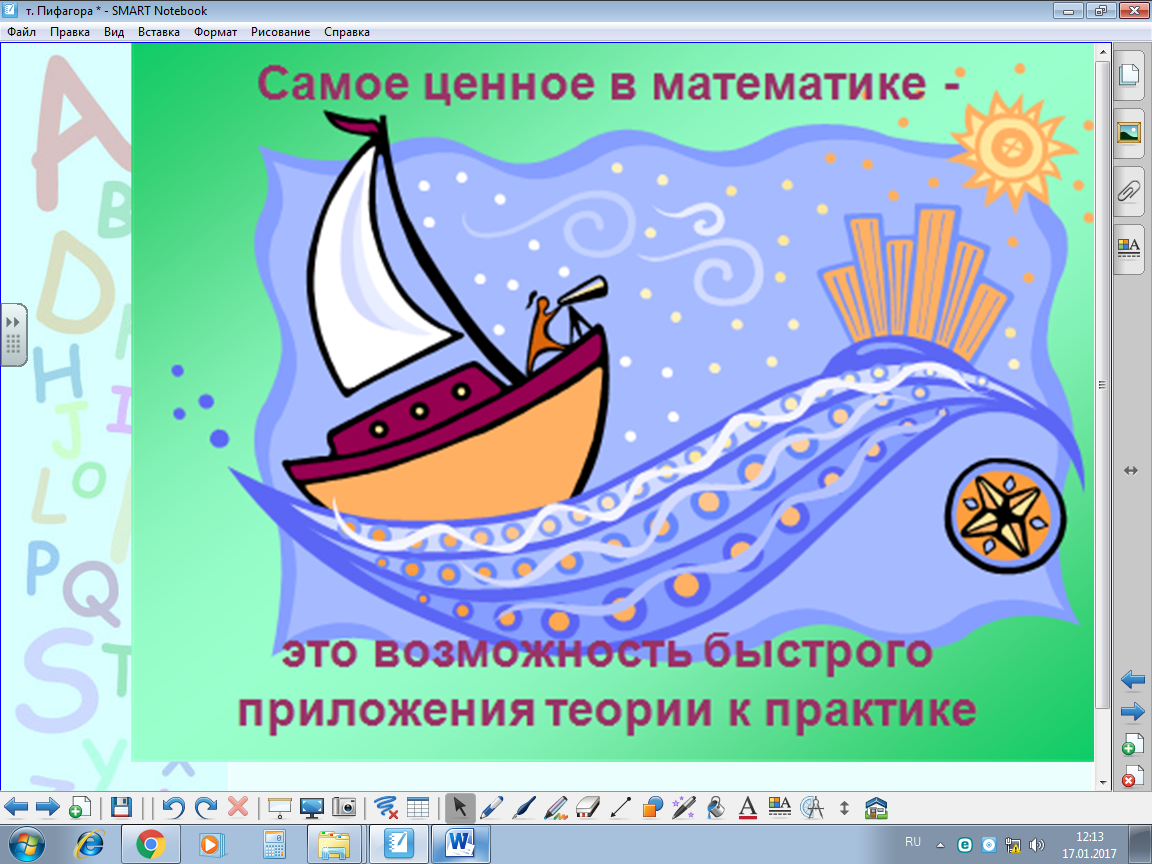 т. Пифагора * - SMART Notebook
Файл Правка Вид Вставка Формат Рисование Справка
Самое ценное в математике -
это возможность быстрого
приложения теории к практике
A
B
D
H
J
I
L
O
P
Q
S
T
Y
RU
12:13
17.01.2017